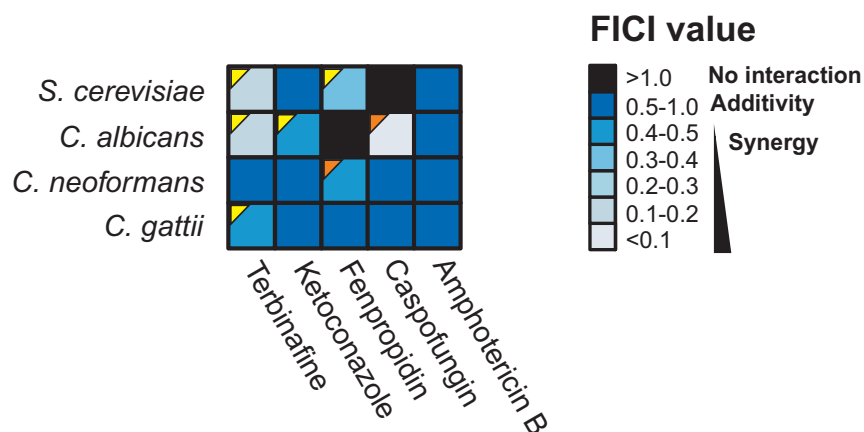 FICI value
>1.0 No interaction
0.5-1.0 Additivity
0.4-0.5
0.3-0.4 Synergy
0.2-0.3
0.1-0.2
<0.1
S. cerevisiae
C. albicans
C. neoformans
C. gattii
Terbinafine
Ketoconazole
Fenpropidin
Caspofungin
Amphotericin B